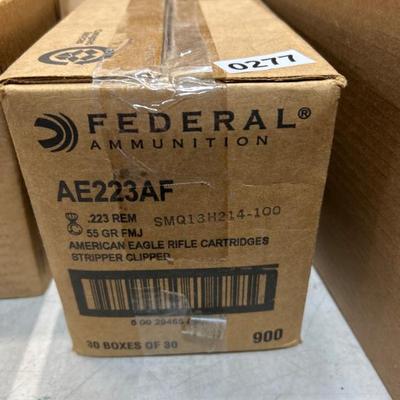 0277
FEDERAL®
AMMUNITION
AE223AF
.223 REM SMQ13H214-100
55 GR FMJ
AMERICAN EAGLE RIFLE CARTRIDGES
STRIPPER CLIPPED
30 BOXES OF 30 900